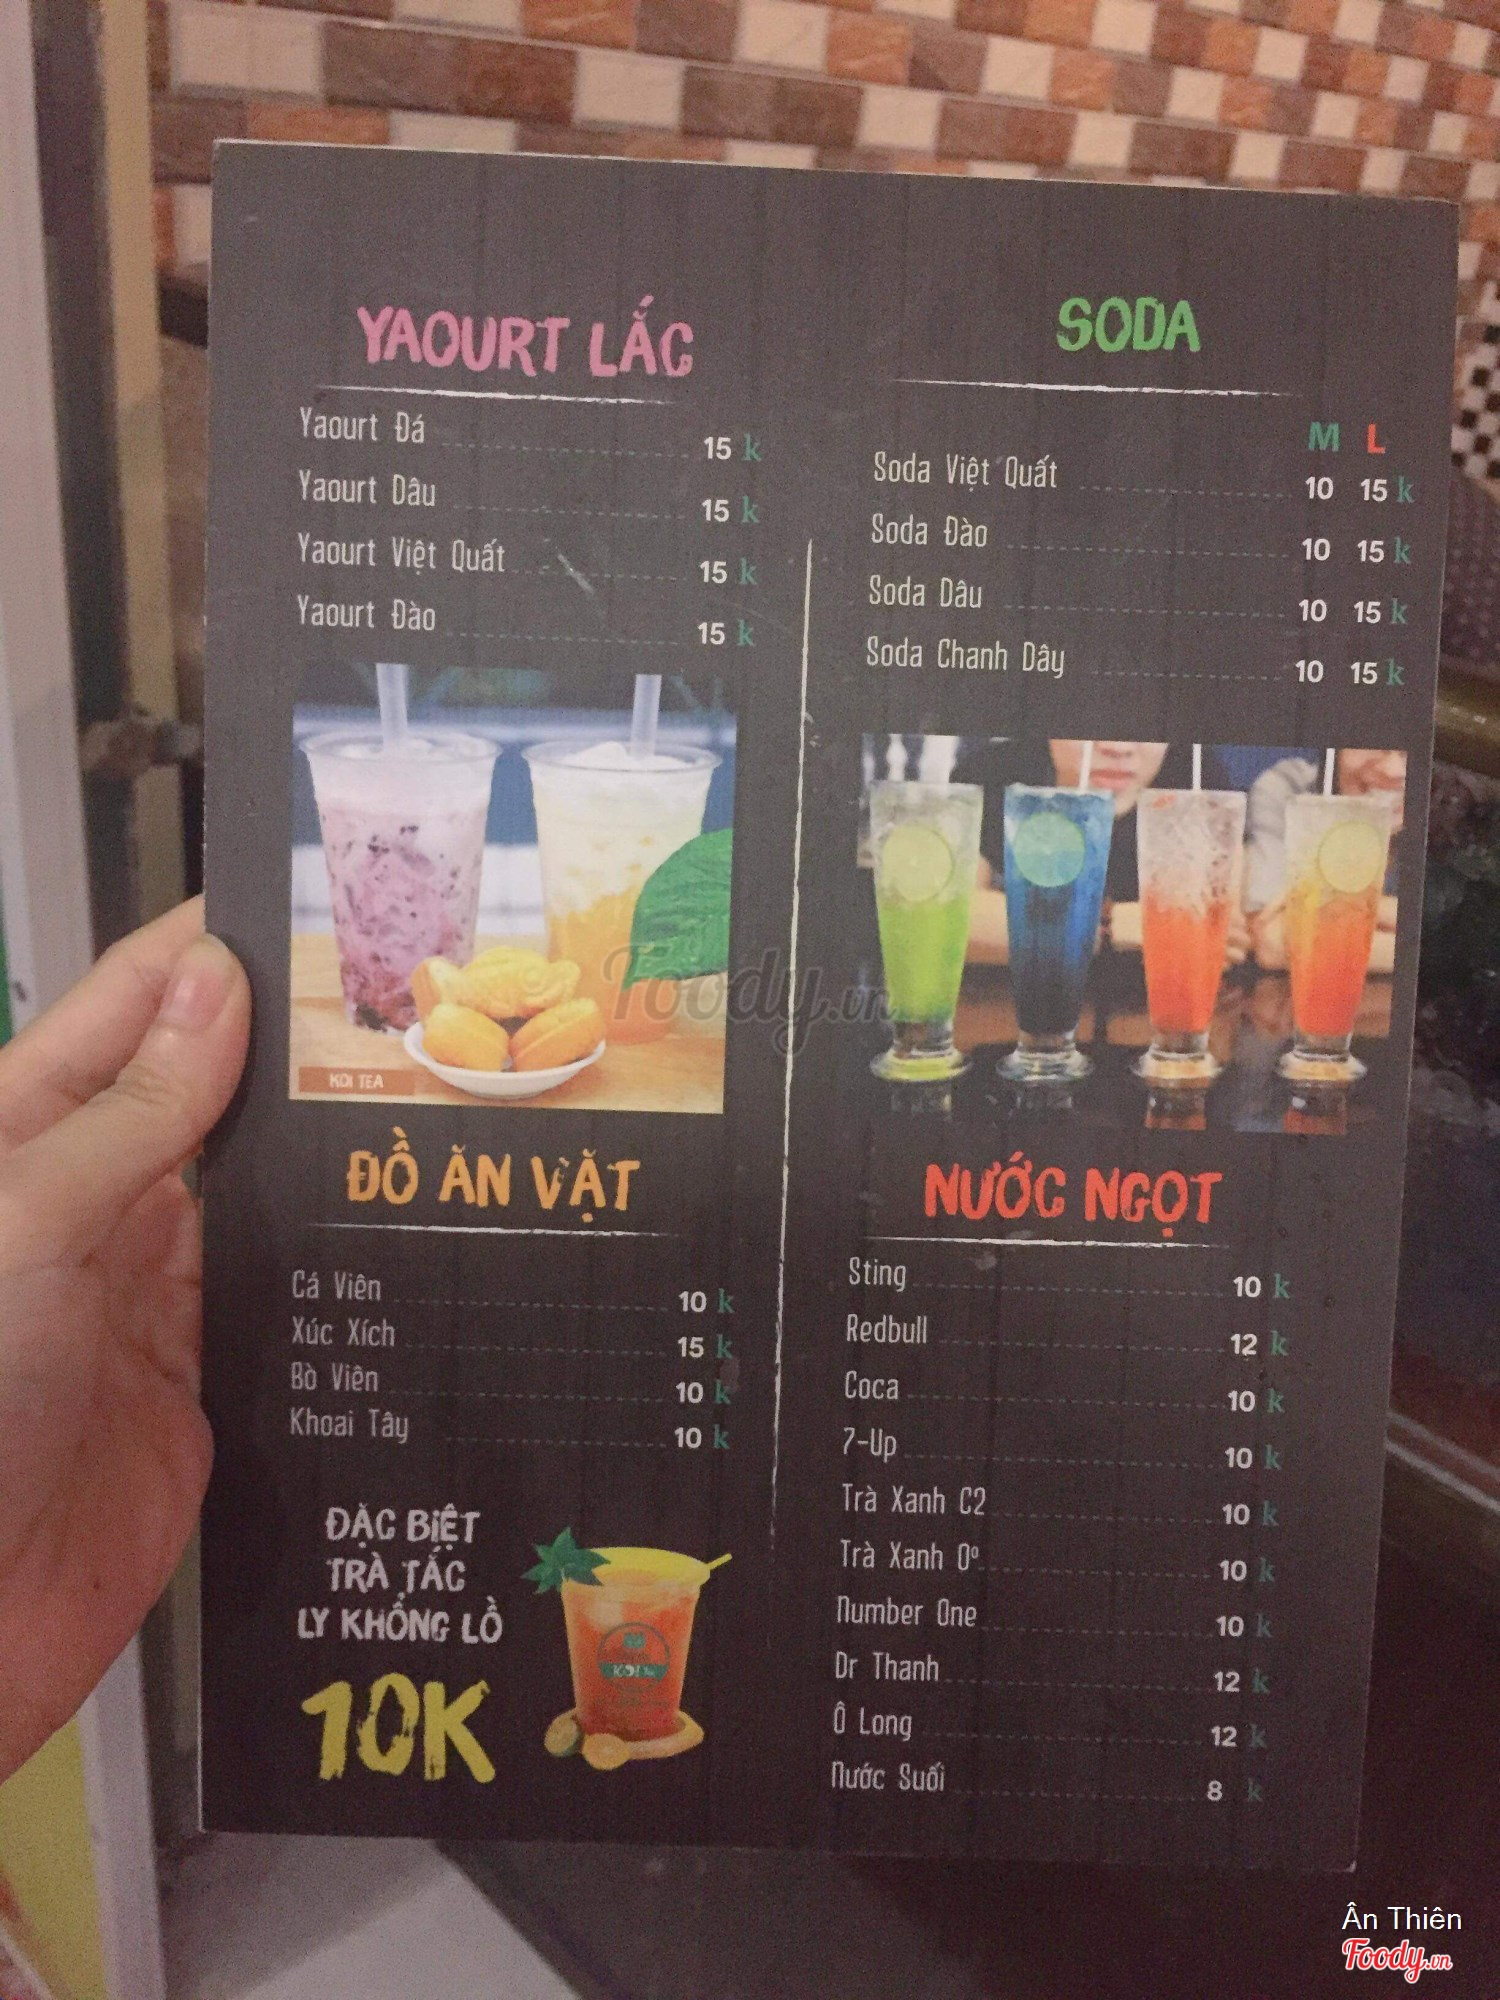 YAOURT LẮC
Yaourt Đá 15 k
Yaourt Dâu 15 k
Yaourt Việt Quất 15 k
Yaourt Đào 15 k
KOI TEA
ĐỒ ĂN VẶT
Cá Viên 10 k
Xúc Xích 15 k
Bò Viên 10 k
Khoai Tây 10 k
ĐẶC BIỆT
TRÀ TẮC
LY KHỔNG LỒ
10K
SODA
M L
Soda Việt Quất 10 15 k
Soda Đào 10 15 k
Soda Dâu 10 15 k
Soda Chanh Dây 10 15 k
NƯỚC NGỌT
Sting 10 k
Redbull 12 k
Coca 10 k
7-Up 10 k
Trà Xanh C2 10 k
Trà Xanh 0º 10 k
Number One 10 k
Dr Thanh 12 k
Ô Long 12 k
Nước Suối 8 k
Foody.vn
Ân Thiên
Foody.vn